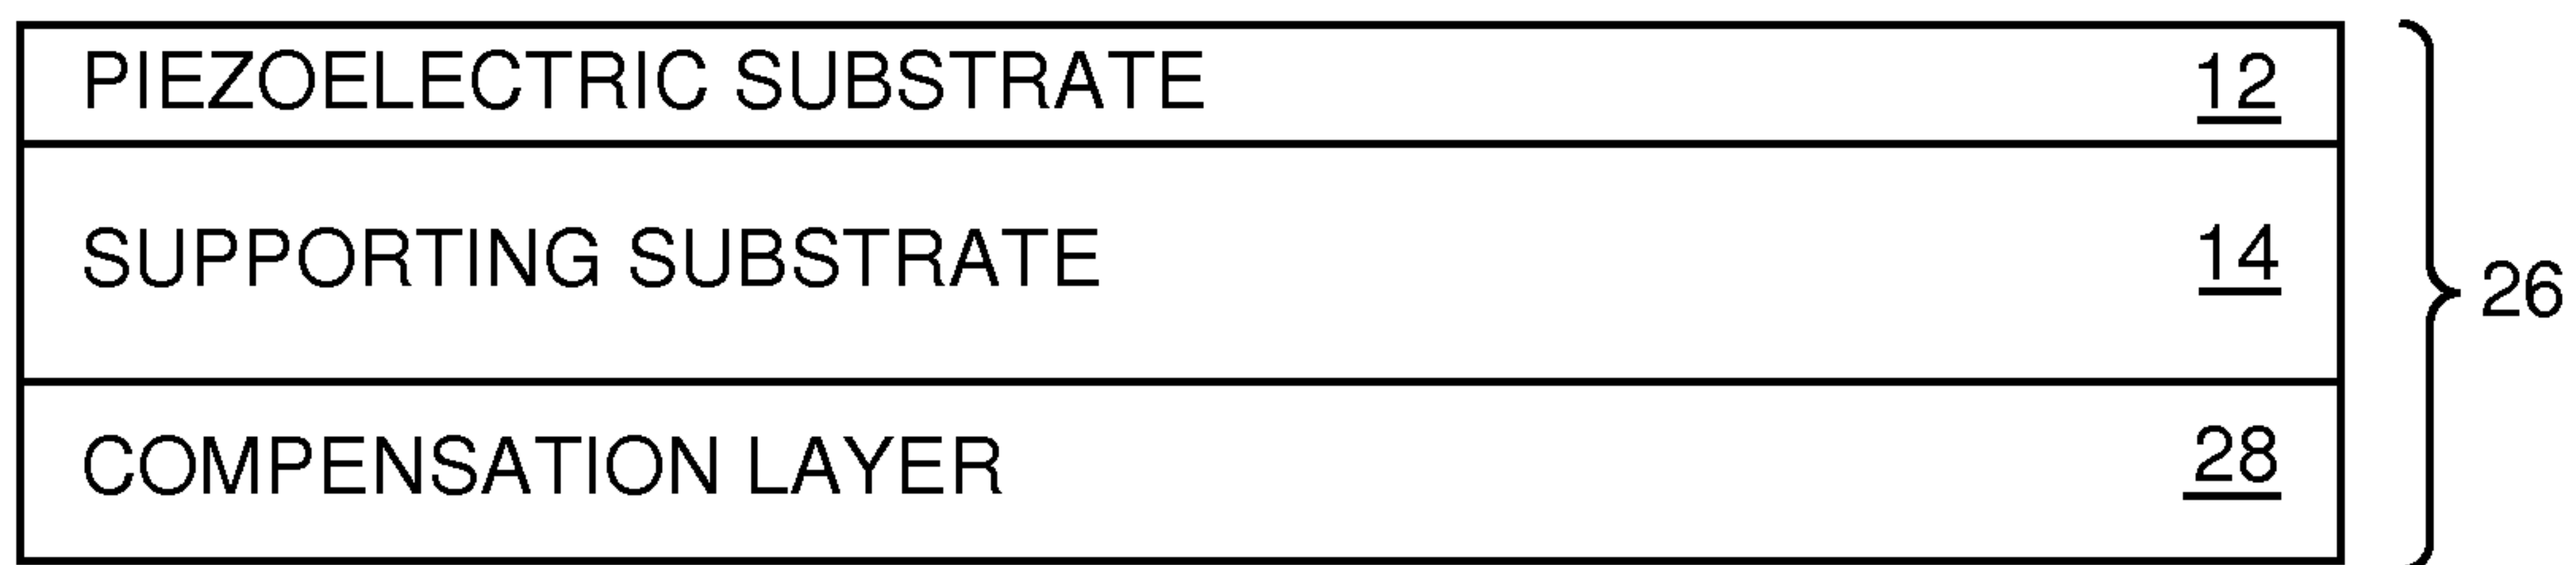 PIEZOELECTRIC SUBSTRATE 12
SUPPORTING SUBSTRATE 14
26
COMPENSATION LAYER 28